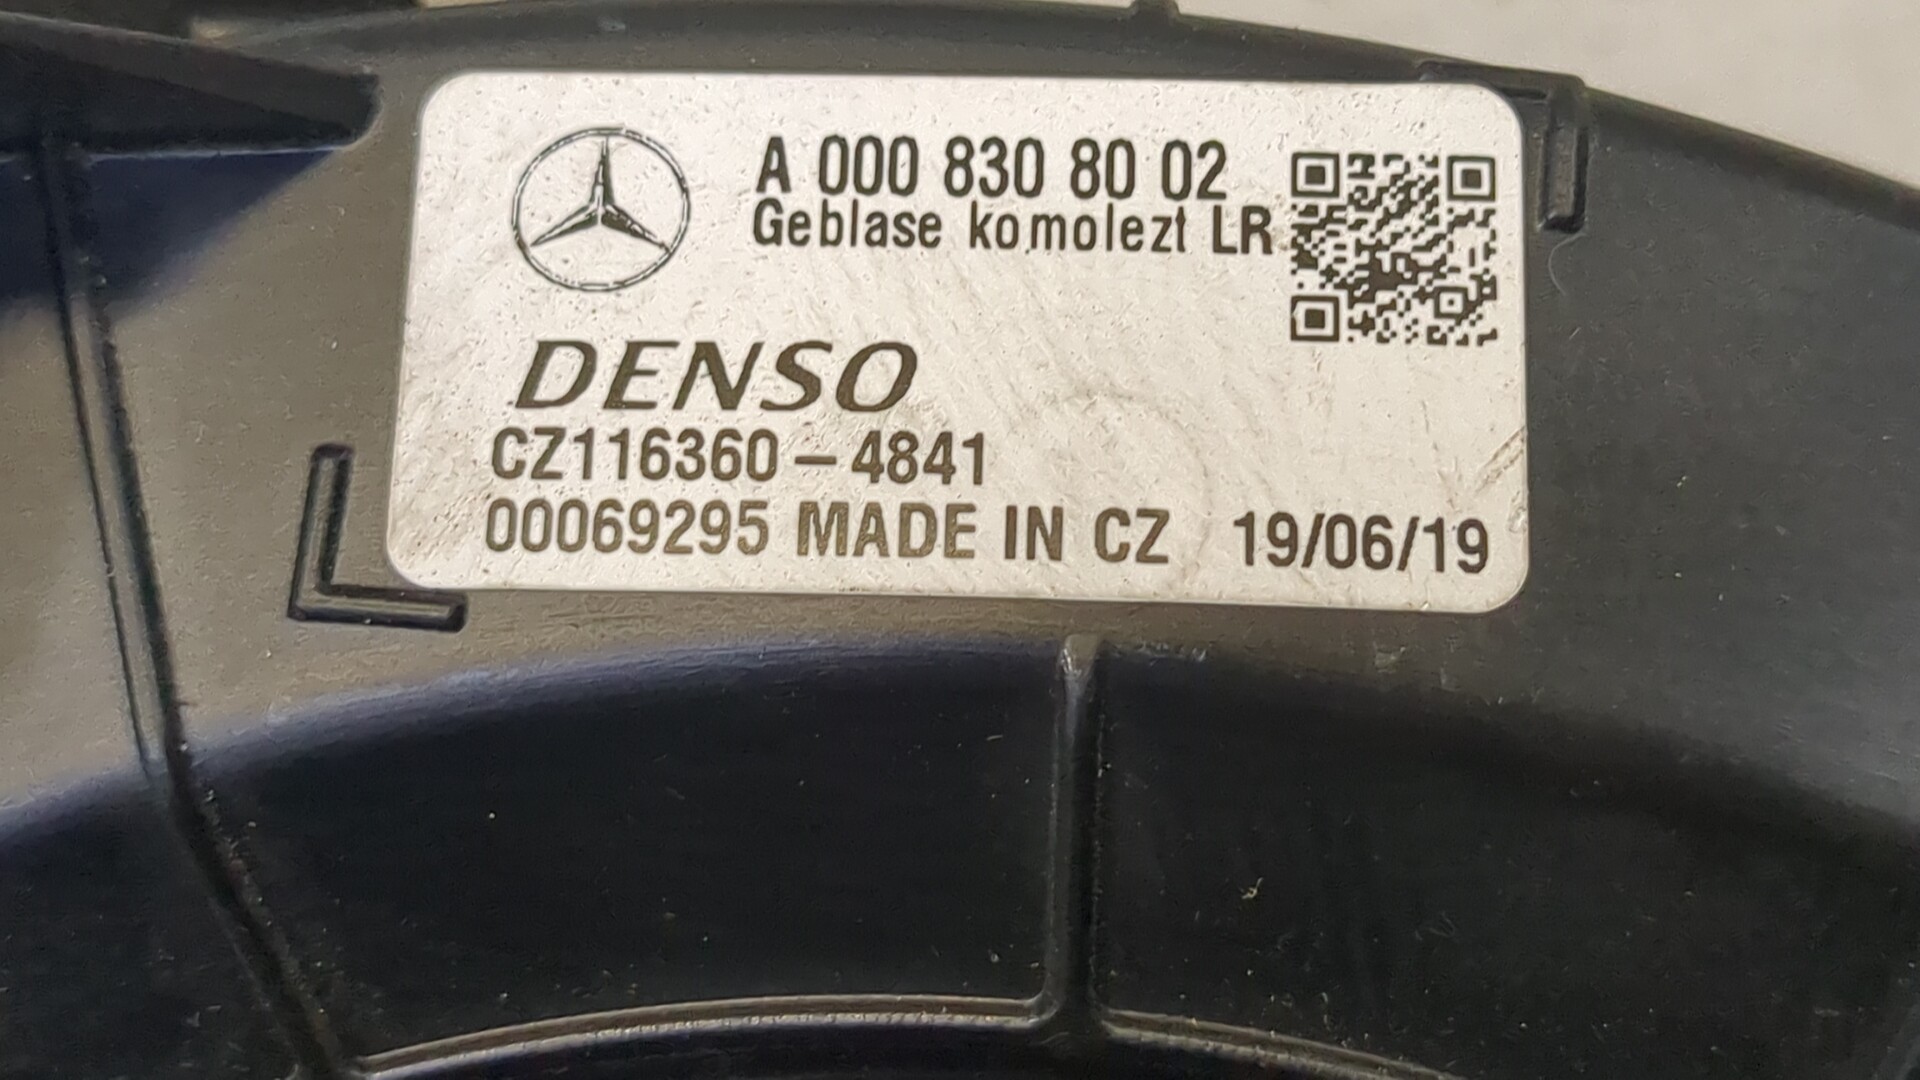 A 000 830 80 02
Geblase komolezt LR
DENSO
CZ116360-4841
00069295 MADE IN CZ 19/06/19